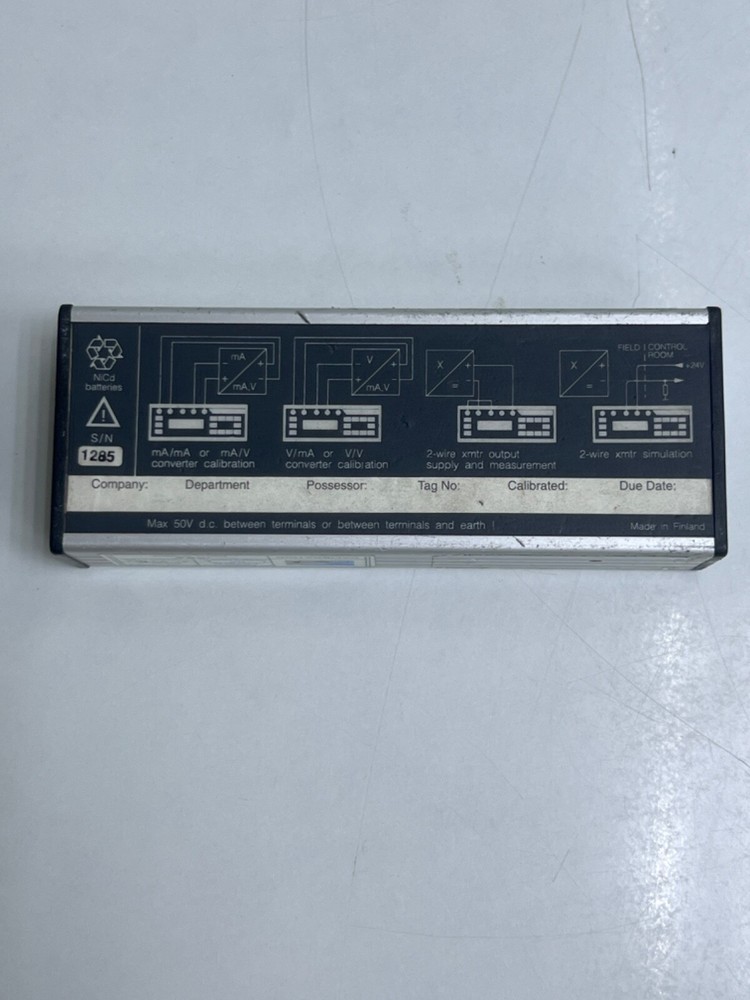 NiCd
batteries
S/N
1285
mA
mA,V
mA/mA or mA/V
converter calibration
V
mA,V
V/mA or V/V
converter calibration
X
=
2-wire xmtr output
supply and measurement
X
FIELD CONTROL
ROOM
+24V
2-wire xmtr simulation
Company: Department Possessor: Tag No: Calibrated: Due Date:
Max 50V d.c. between terminals or between terminals and earth !
Made in Finland